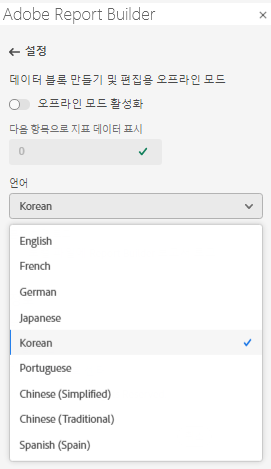 Adobe Report Builder
설정
데이터 블록 만들기 및 편집용 오프라인 모드
오프라인 모드 활성화
다음 항목으로 지표 데이터 표시
0
언어
Korean
English
French
German
Japanese
Korean
Portuguese
Chinese (Simplified)
Chinese (Traditional)
Spanish (Spain)